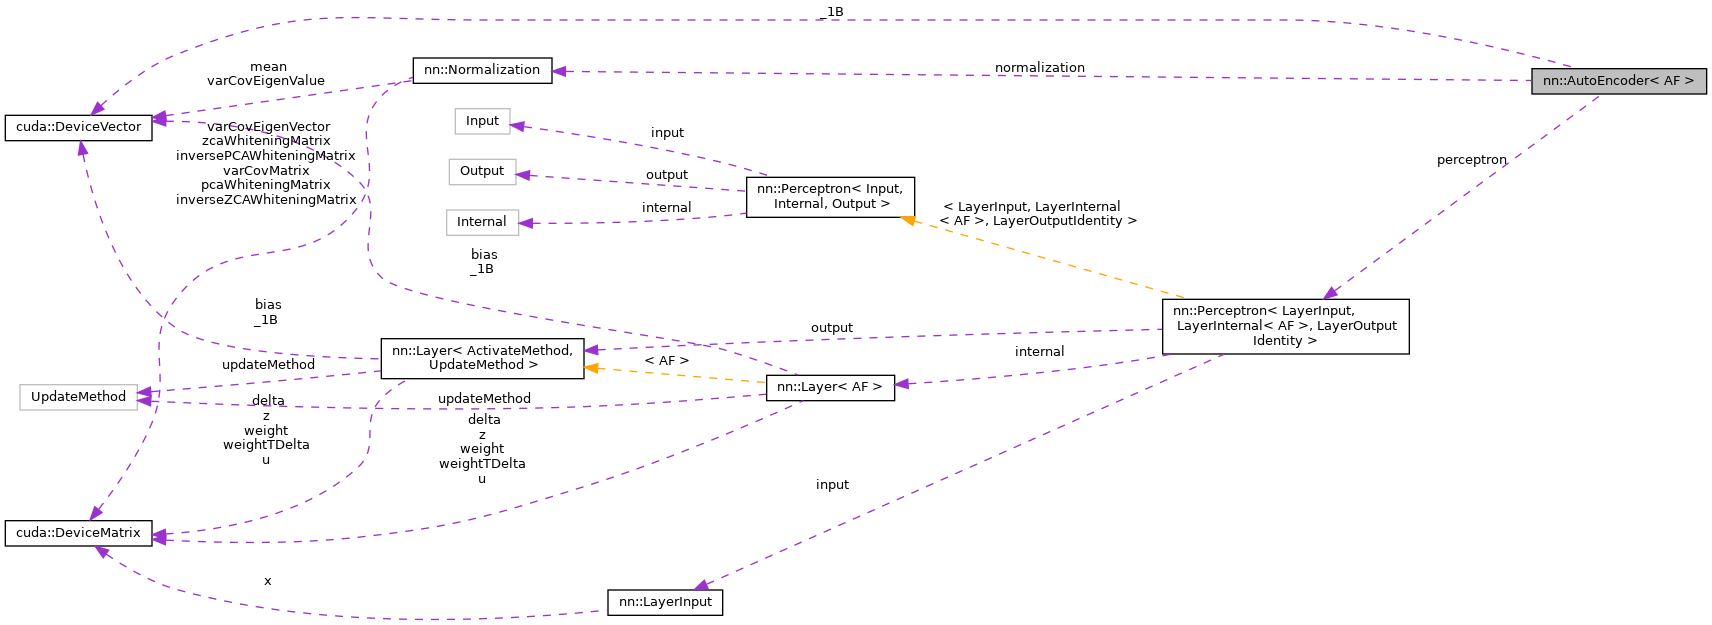 _1B
nn::Normalization
normalization
nn::AutoEncoder< AF >
mean
varCovEigenValue
cuda::DeviceVector
varCovEigenVector
zcaWhiteningMatrix
inversePCAWhiteningMatrix
varCovMatrix
pcaWhiteningMatrix
inverseZCAWhiteningMatrix
Input
input
Output
output
Internal
internal
nn::Perceptron< Input,
Internal, Output >
perceptron
< LayerInput, LayerInternal
< AF >, LayerOutputIdentity >
bias
_1B
bias
_1B
nn::Perceptron< LayerInput,
LayerInternal< AF >, LayerOutput
Identity >
output
internal
nn::Layer< ActivateMethod,
UpdateMethod >
< AF >
nn::Layer< AF >
updateMethod
UpdateMethod
updateMethod
delta
z
weight
weightTDelta
u
delta
z
weight
weightTDelta
u
input
cuda::DeviceMatrix
x
nn::LayerInput